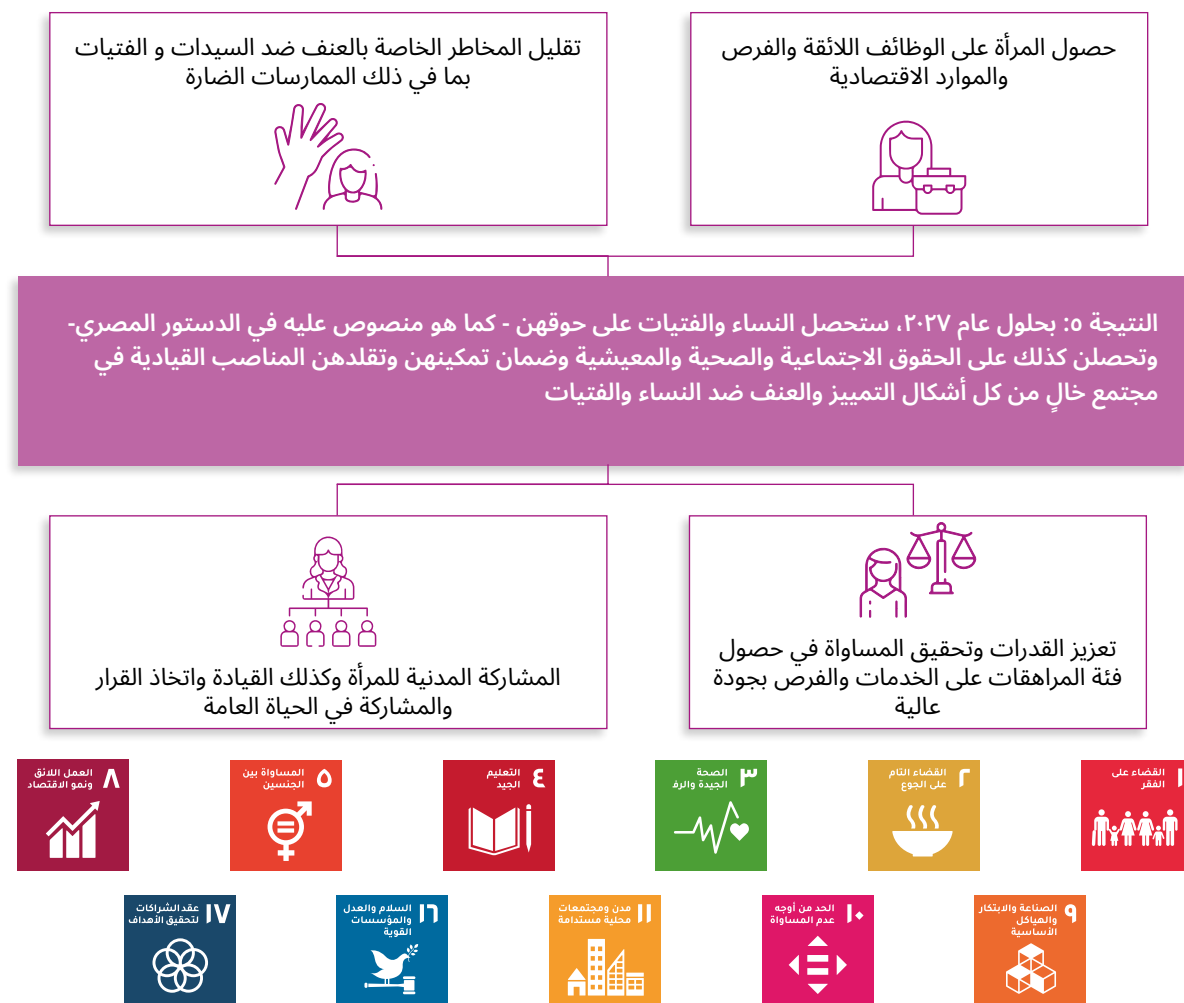 حصول المرأة على الوظائف اللائقة والفرص
والموارد الاقتصادية
تقليل المخاطر الخاصة بالعنف ضد السيدات و الفتيات
بما في ذلك الممارسات الضارة
النتيجة ٥: بحلول عام ٢٠٢٧، ستحصل النساء والفتيات على حوقهن - كما هو منصوص عليه في الدستور المصري-
وتحصلن كذلك على الحقوق الاجتماعية والصحية والمعيشية وضمان تمكينهن وتقلدهن المناصب القيادية في
مجتمع خالٍ من كل أشكال التمييز والعنف ضد النساء والفتيات
تعزيز القدرات وتحقيق المساواة في حصول
فئة المراهقات على الخدمات والفرص بجودة
عالية
المشاركة المدنية للمرأة وكذلك القيادة واتخاذ القرار
والمشاركة في الحياة العامة
١ القضاء على
الفقر
٢ القضاء التام
على الجوع
٣ الصحة
الجيدة والرف
٤ التعليم
الجيد
٥ المساواة بين
الجنسين
٨ العمل اللائق
ونمو الاقتصاد
٩ الصناعة والابتكار
والهياكل
الأساسية
١٠ الحد من أوجه
عدم المساواة
١١ مدن ومجتمعات
محلية مستدامة
١٦ السلام والعدل
والمؤسسات
القوية
١٧ عقد الشراكات
لتحقيق الأهداف